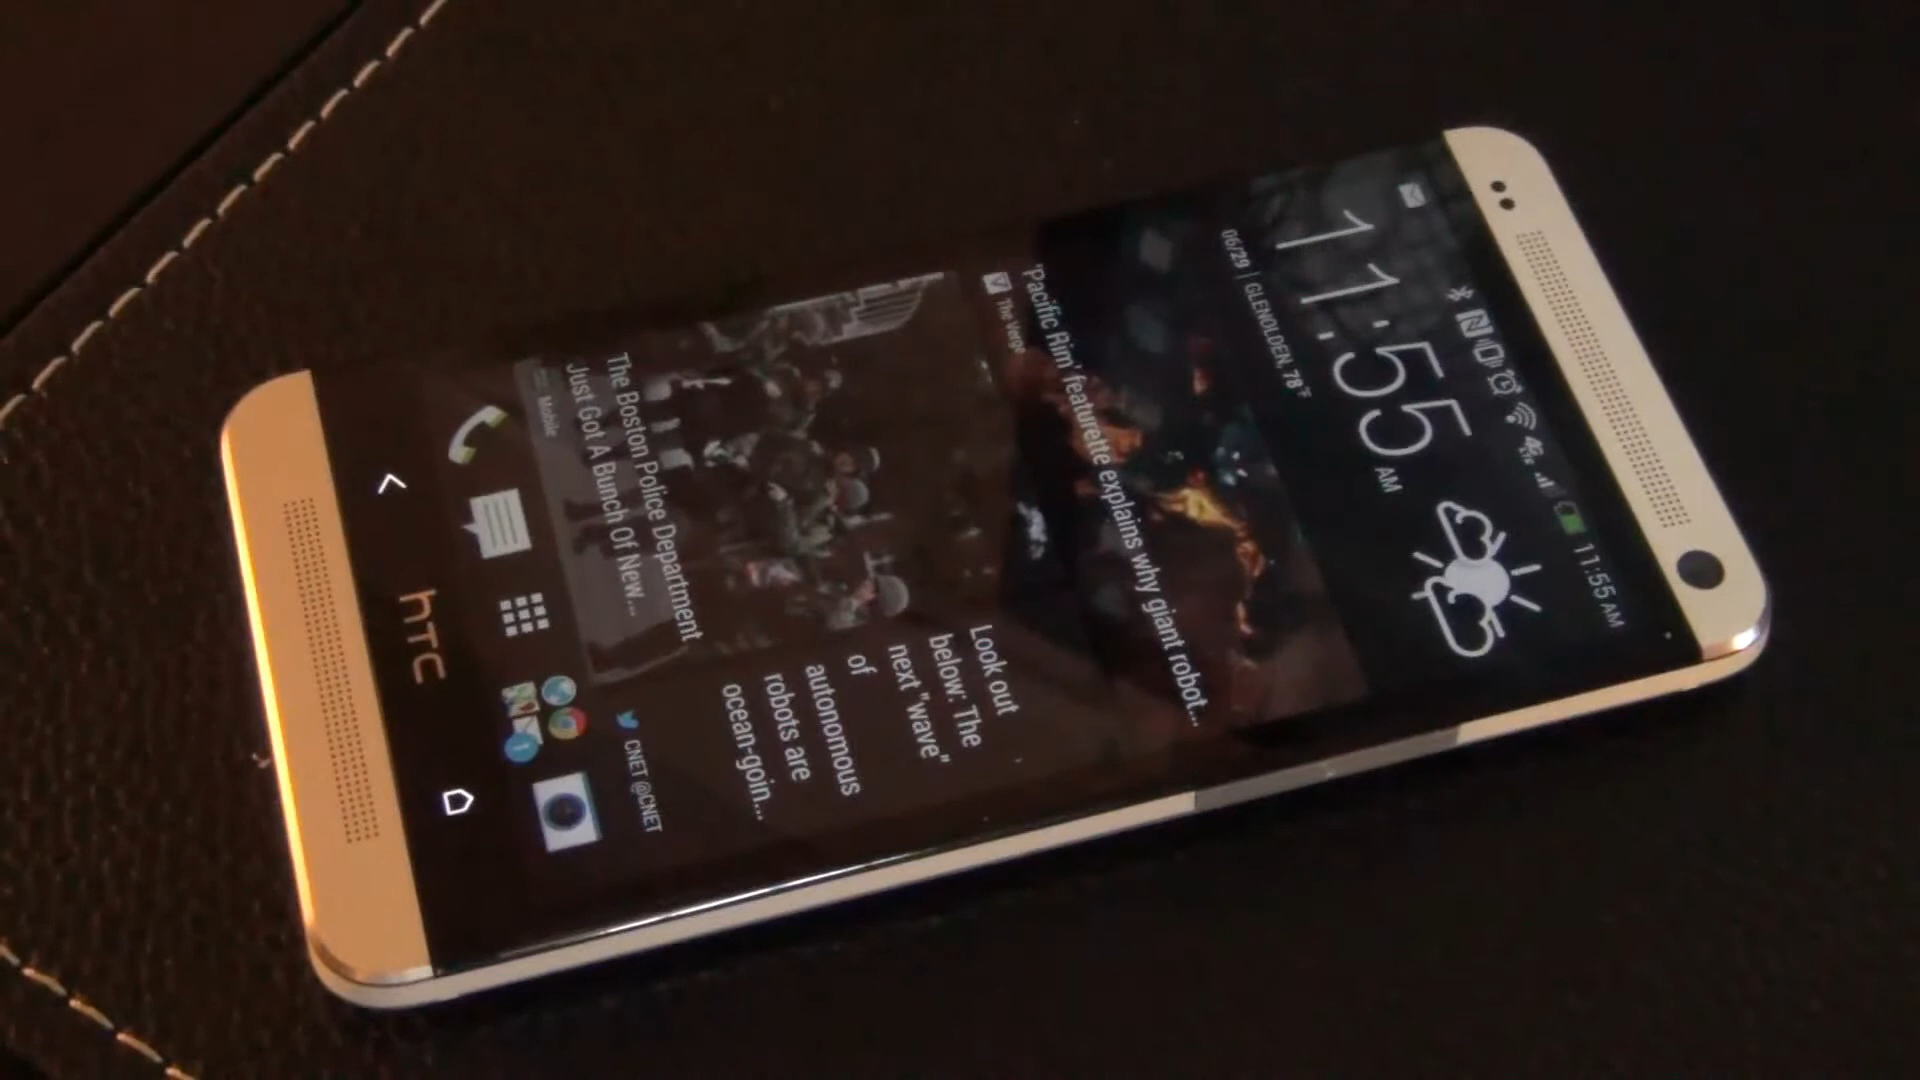 4G
LTE
11:55 AM
11:55 AM
06/29 | GLENOLDEN, 78°F
'Pacific Rim' featurette explains why giant robot...
The Verge
Look out
below: The
next "wave"
of
autonomous
robots are
ocean-goin...
The Boston Police Department
Just Got A Bunch Of New...
Mobile
CNET @CNET
hTC